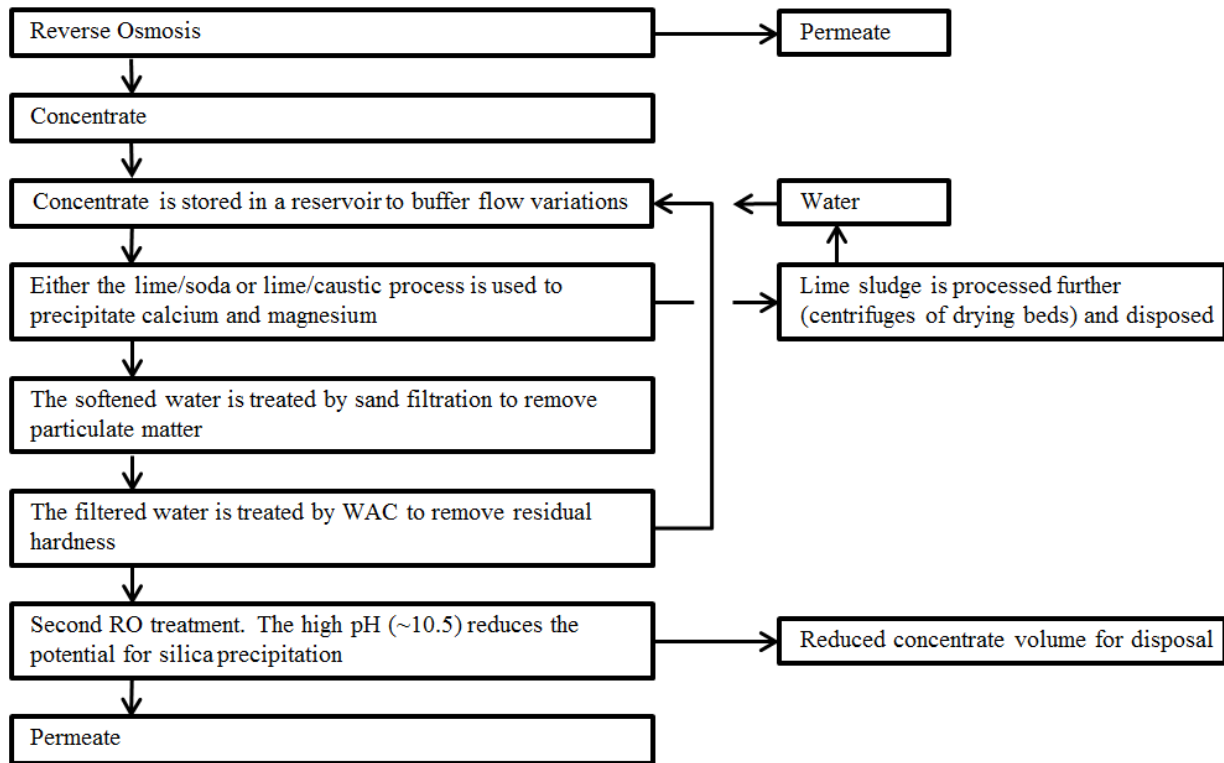 Reverse Osmosis
Permeate
Concentrate
Concentrate is stored in a reservoir to buffer flow variations
Water
Either the lime/soda or lime/caustic process is used to
precipitate calcium and magnesium
Lime sludge is processed further
(centrifuges of drying beds) and disposed
The softened water is treated by sand filtration to remove
particulate matter
The filtered water is treated by WAC to remove residual
hardness
Second RO treatment.  The high pH (~10.5) reduces the
potential for silica precipitation
Reduced concentrate volume for disposal
Permeate